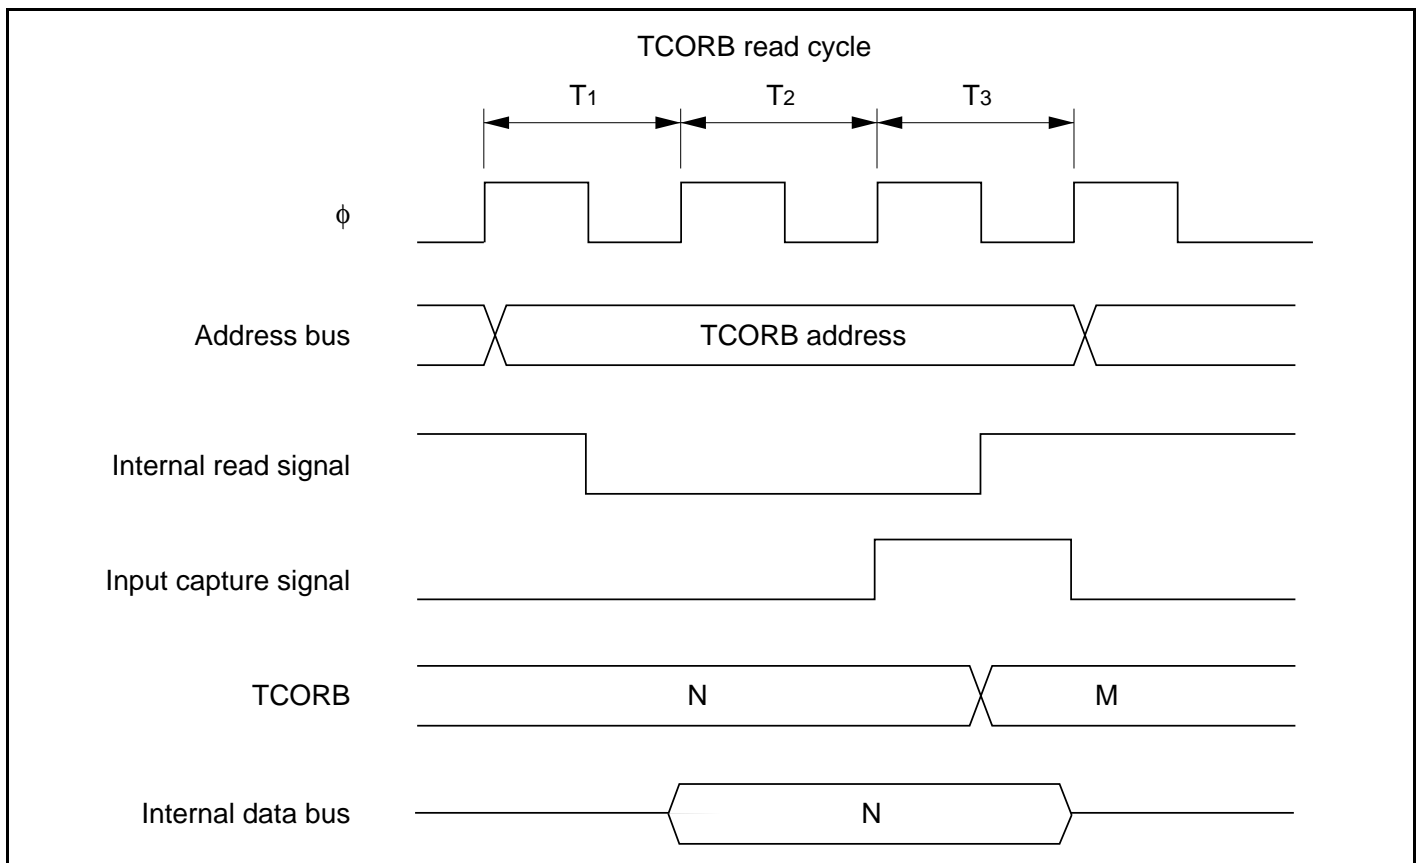 TCORB read cycle
T1 T2 T3
ϕ
Address bus TCORB address
Internal read signal
Input capture signal
TCORB N M
Internal data bus N